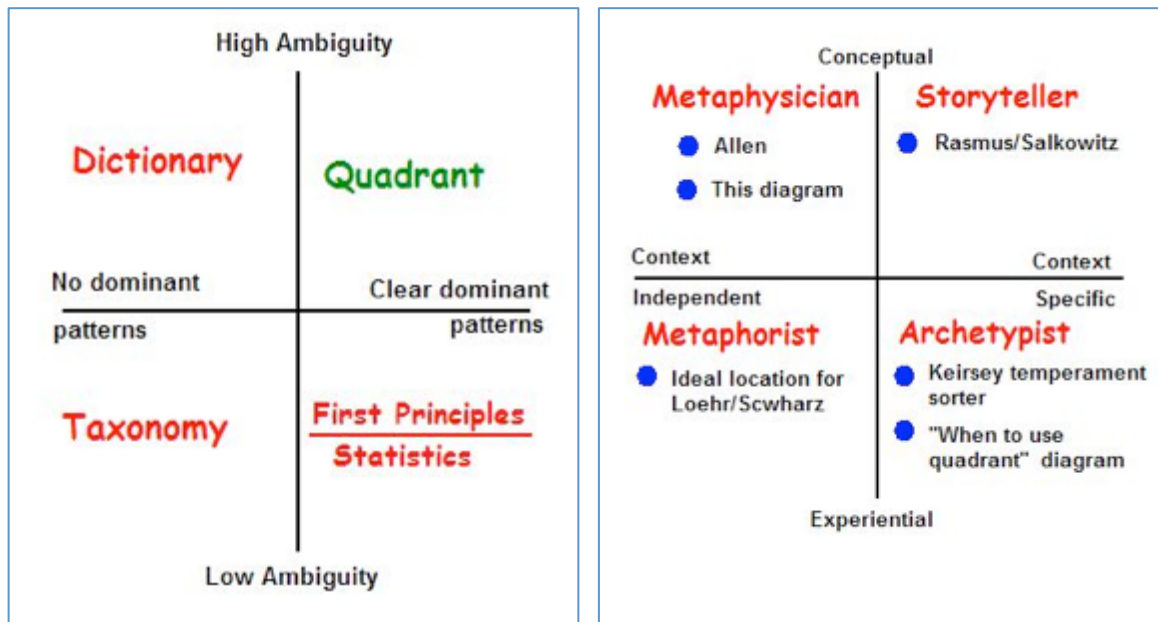 High Ambiguity
Dictionary
Quadrant
No dominant
patterns
Clear dominant
patterns
Taxonomy
First Principles
Statistics
Low Ambiguity
Conceptual
Metaphysician
Storyteller
Allen
Rasmus/Salkowitz
This diagram
Context
Independent
Context
Specific
Metaphorist
Archetypist
Ideal location for
Loehr/Scwharz
Keirsey temperament
sorter
"When to use
quadrant" diagram
Experiential